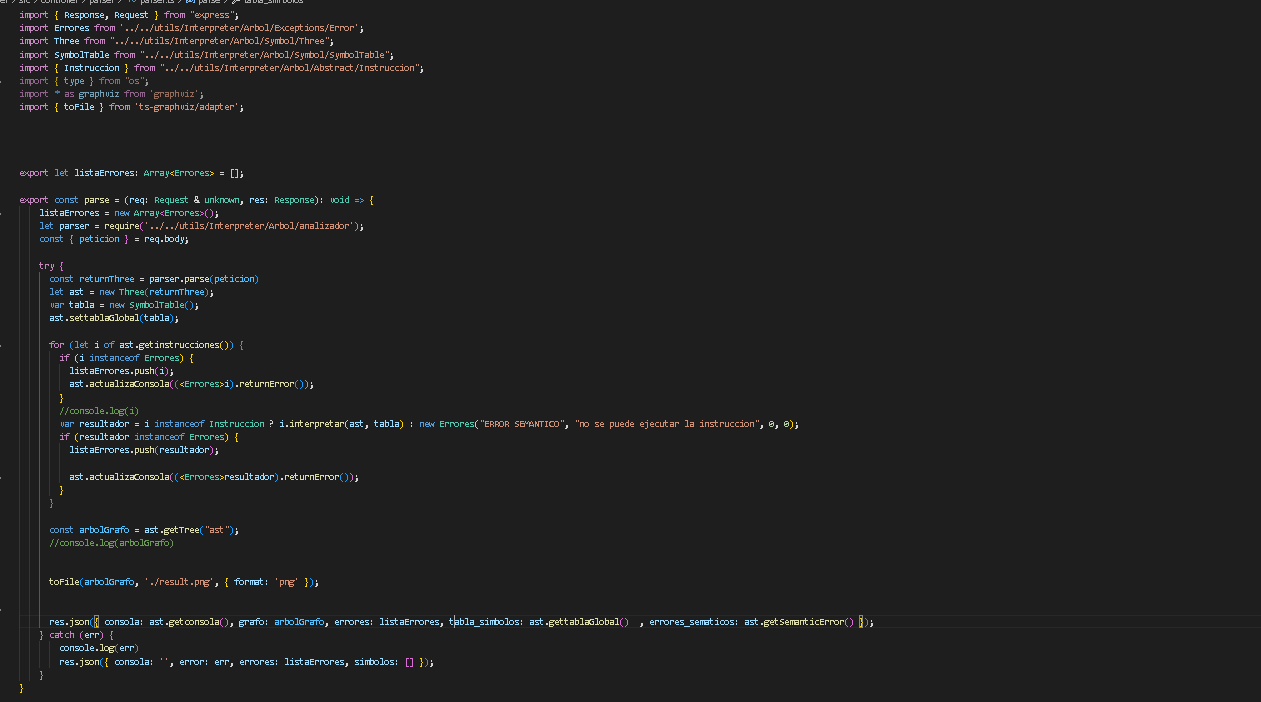 er > src > controller > parser > parser.ts > parse > tabla_simbolos
import { Response, Request } from "express";
import Errores from '../../utils/Interpreter/Arbol/Exceptions/Error';
import Three from "../../utils/Interpreter/Arbol/Symbol/Three";
import SymbolTable from "../../utils/Interpreter/Arbol/Symbol/SymbolTable";
import { Instruccion } from "../../utils/Interpreter/Arbol/Abstract/Instruccion";
import { type } from "os";
import * as graphviz from 'graphviz';
import { toFile } from 'ts-graphviz/adapter';
export let listaErrores: Array<Errores> = [];
export const parse = (req: Request & unknown, res: Response): void => {
listaErrores = new Array<Errores>();
let parser = require('../../utils/Interpreter/Arbol/analizador');
const { peticion } = req.body;
try {
const returnThree = parser.parse(peticion)
let ast = new Three(returnThree);
var tabla = new SymbolTable();
ast.settablaGlobal(tabla);
for (let i of ast.getinstrucciones()) {
if (i instanceof Errores) {
listaErrores.push(i);
ast.actualizaConsola((<Errores>i).returnError());
}
//console.log(i)
var resultador = i instanceof Instruccion ? i.interpretar(ast, tabla) : new Errores("ERROR SEMANTICO", "no se puede ejecutar la instruccion", 0, 0);
if (resultador instanceof Errores) {
listaErrores.push(resultador);
ast.actualizaConsola((<Errores>resultador).returnError());
}
}
const arbolGrafo = ast.getTree("ast");
//console.log(arbolGrafo)
toFile(arbolGrafo, './result.png', { format: 'png' });
res.json({ consola: ast.getconsola(), grafo: arbolGrafo, errores: listaErrores, tabla_simbolos: ast.gettablaGlobal()  , errores_sematicos: ast.getSemanticError() });
} catch (err) {
console.log(err)
res.json({ consola: '', error: err, errores: listaErrores, simbolos: [] });
}
}